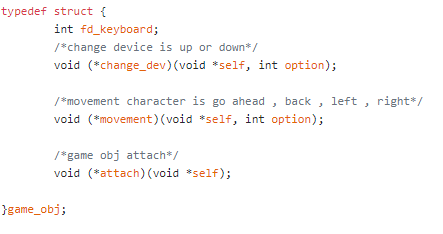 typedef struct {
int fd_keyboard;
/*change device is up or down*/
void (*change_dev)(void *self, int option);
/*movement character is go ahead , back , left , right*/
void (*movement)(void *self, int option);
/*game obj attach*/
void (*attach)(void *self);
}game_obj;